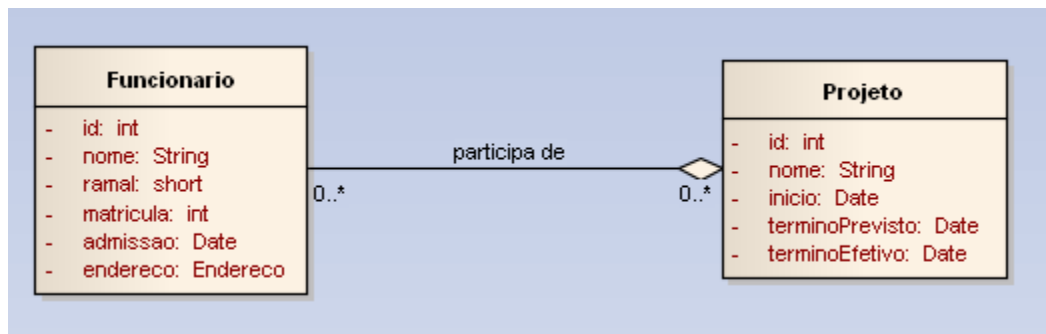 Funcionario
- id: int
- nome: String
- ramal: short
- matricula: int
- admissao: Date
- endereco: Endereco
participa de
0..*
0..*
Projeto
- id: int
- nome: String
- inicio: Date
- terminoPrevisto: Date
- terminoEfetivo: Date